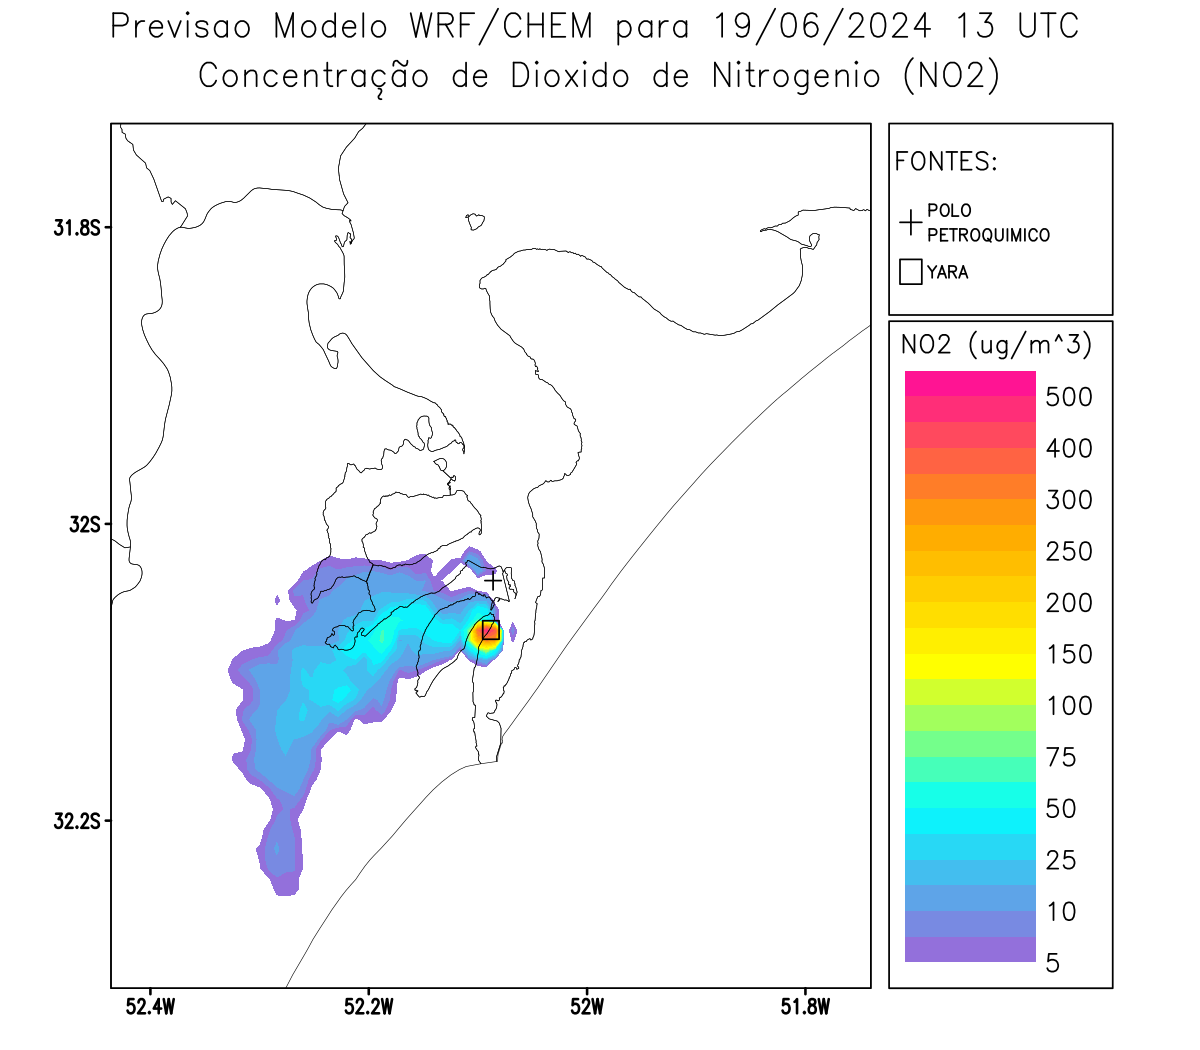 Previsao Modelo WRF/CHEM para 19/06/2024 13 UTC
Concentração de Dioxido de Nitrogenio (NO2)
FONTES:
POLO
PETROQUIMICO
YARA
NO2 (ug/m^3)
500
400
300
250
200
150
100
75
50
25
10
5
31.8S
32S
32.2S
52.4W
52.2W
52W
51.8W